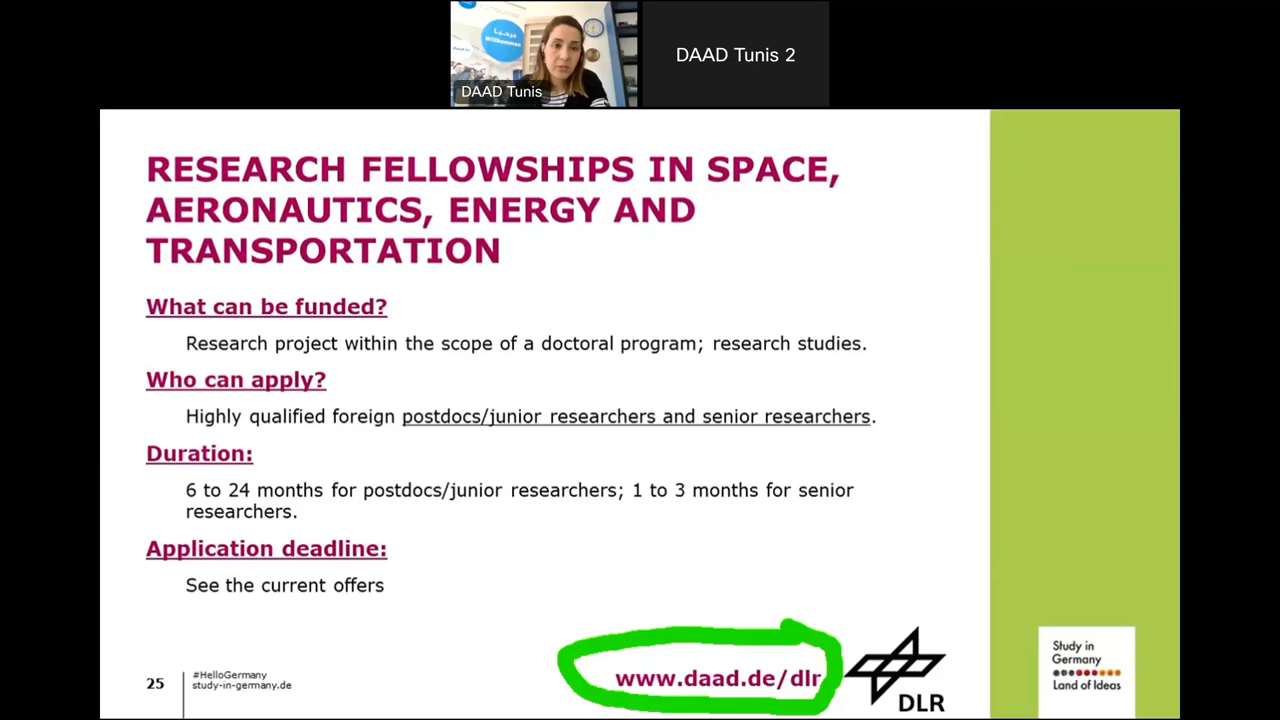 مرحبا
Willkommen
DAAD Tunis
DAAD Tunis 2
RESEARCH FELLOWSHIPS IN SPACE,
AERONAUTICS, ENERGY AND
TRANSPORTATION
What can be funded?
Research project within the scope of a doctoral program; research studies.
Who can apply?
Highly qualified foreign postdocs/junior researchers and senior researchers.
Duration:
6 to 24 months for postdocs/junior researchers; 1 to 3 months for senior
researchers.
Application deadline:
See the current offers
25
#HelloGermany
study-in-germany.de
www.daad.de/dlr
DLR
Study in
Germany
Land of Ideas